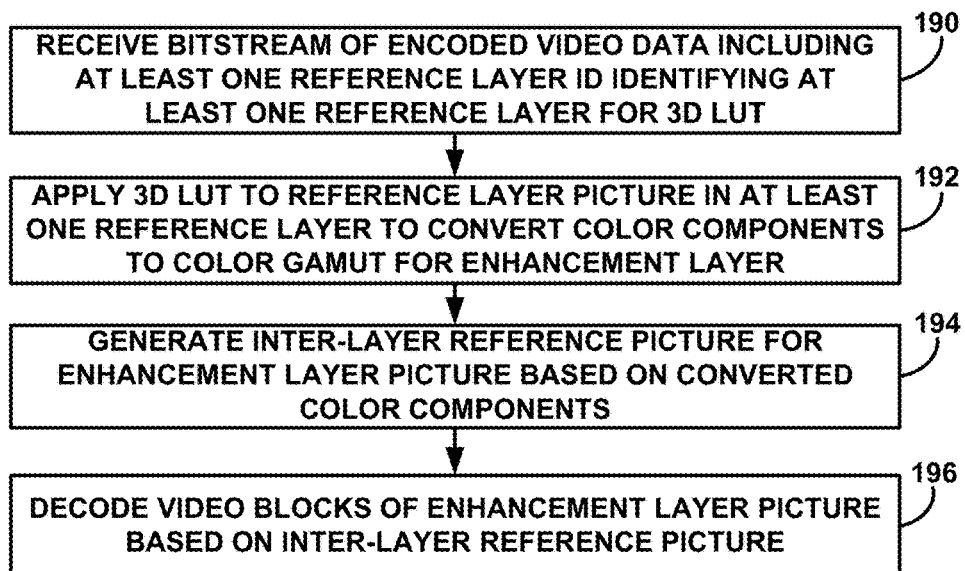 190
RECEIVE BITSTREAM OF ENCODED VIDEO DATA INCLUDING
AT LEAST ONE REFERENCE LAYER ID IDENTIFYING AT
LEAST ONE REFERENCE LAYER FOR 3D LUT
192
APPLY 3D LUT TO REFERENCE LAYER PICTURE IN AT LEAST
ONE REFERENCE LAYER TO CONVERT COLOR COMPONENTS
TO COLOR GAMUT FOR ENHANCEMENT LAYER
194
GENERATE INTER-LAYER REFERENCE PICTURE FOR
ENHANCEMENT LAYER PICTURE BASED ON CONVERTED
COLOR COMPONENTS
196
DECODE VIDEO BLOCKS OF ENHANCEMENT LAYER PICTURE
BASED ON INTER-LAYER REFERENCE PICTURE